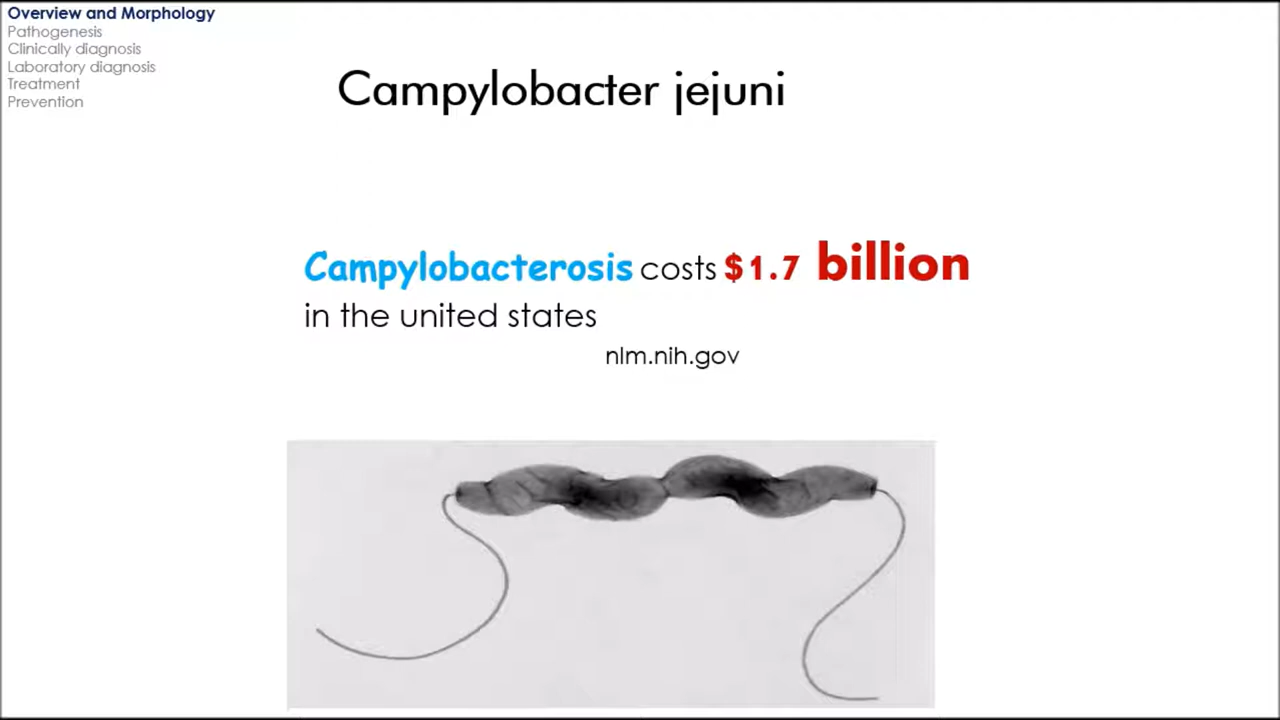 Overview and Morphology
Pathogenesis
Clinically diagnosis
Laboratory diagnosis
Treatment
Prevention
Campylobacter jejuni
Campylobacterosis costs $1.7 billion
in the united states
nlm.nih.gov